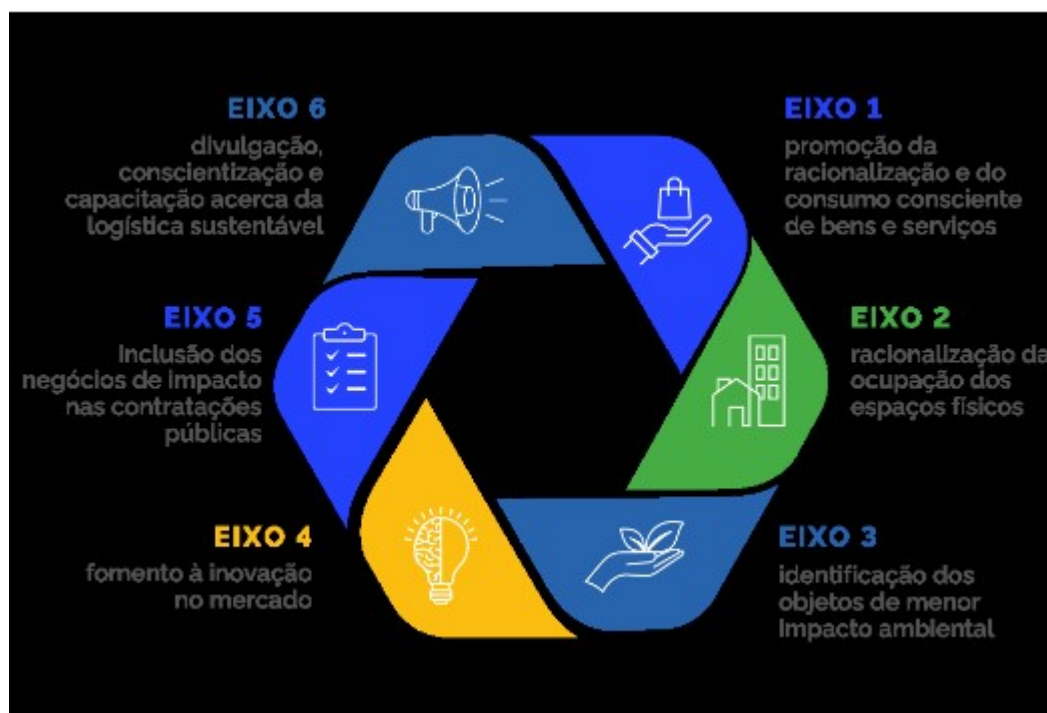 EIXO 6
divulgação,
conscientização e
capacitação acerca da
logística sustentável
EIXO 1
promoção da
racionalização e do
consumo consciente
de bens e serviços
EIXO 5
Inclusão dos
negócios de impacto
nas contratações
públicas
EIXO 2
racionalização da
ocupação dos
espaços físicos
EIXO 4
fomento à inovação
no mercado
EIXO 3
identificação dos
objetos de menor
Impacto ambiental